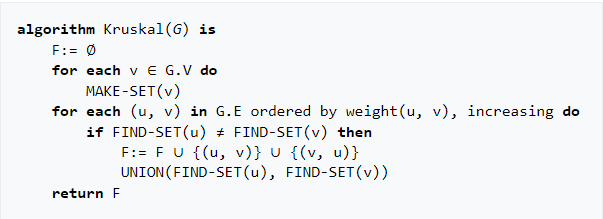 algorithm Kruskal(G) is
F:= ∅
for each v ∈ G.V do
MAKE-SET(v)
for each (u, v) in G.E ordered by weight(u, v), increasing do
if FIND-SET(u) ≠ FIND-SET(v) then
F:= F ∪ {(u, v)} ∪ {(v, u)}
UNION(FIND-SET(u), FIND-SET(v))
return F